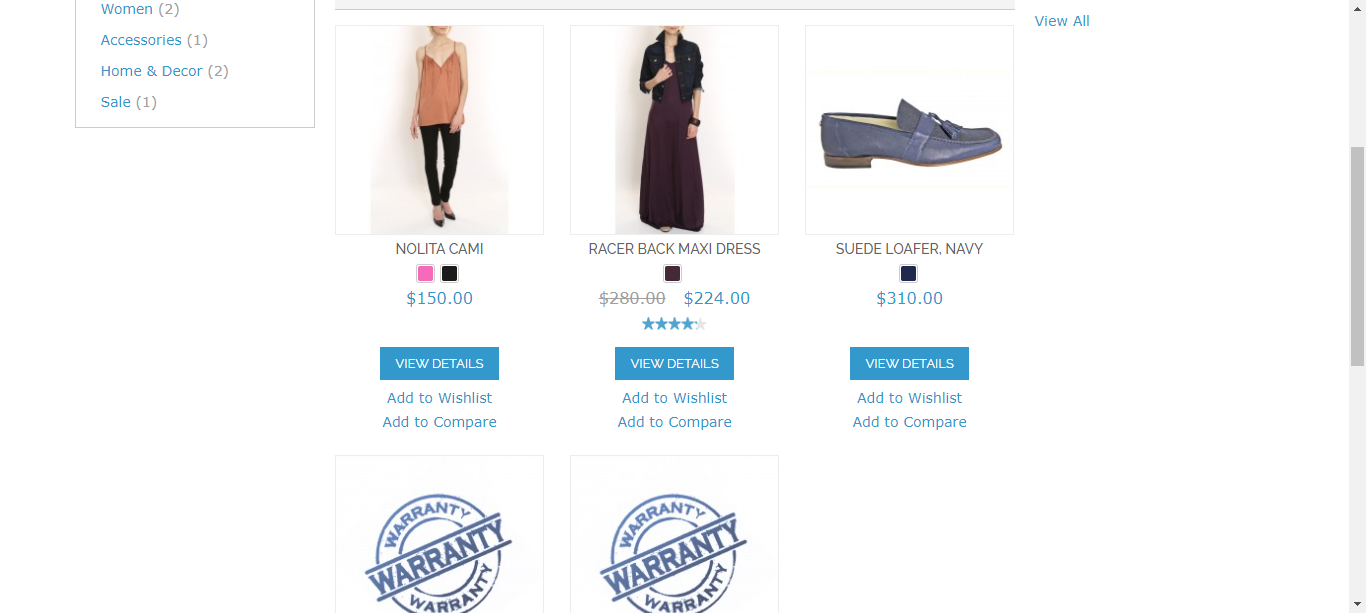 Women (2)
Accessories (1)
Home & Decor (2)
Sale (1)
View All
NOLITA CAMI
$150.00
VIEW DETAILS
Add to Wishlist
Add to Compare
RACER BACK MAXI DRESS
$280.00 $224.00
VIEW DETAILS
Add to Wishlist
Add to Compare
SUEDE LOAFER, NAVY
$310.00
VIEW DETAILS
Add to Wishlist
Add to Compare
WARRANTY
WARRANTY
WARRANTY
WARRANTY
WARRANTY
WARRANTY